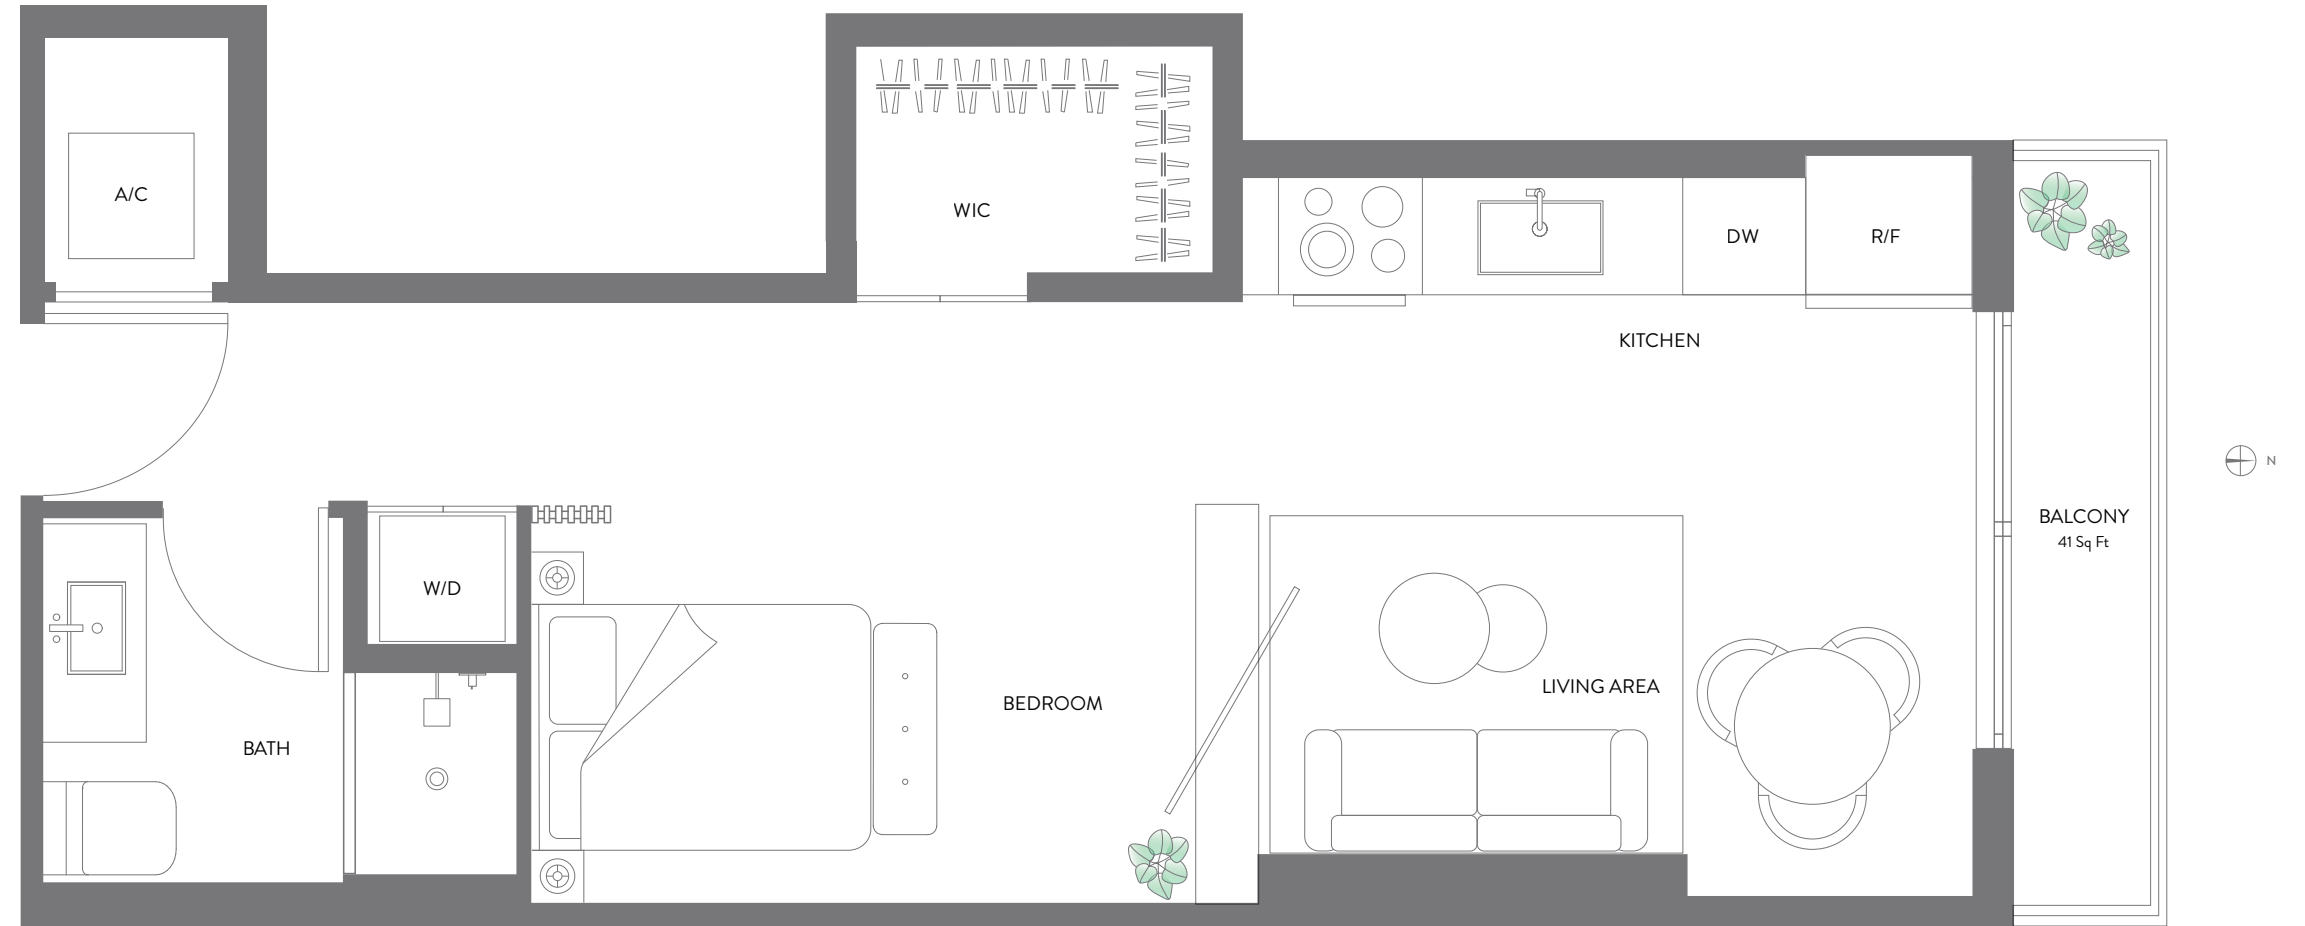 A/C
WIC
DW
R/F
KITCHEN
N
BALCONY
41 Sq Ft
W/D
LIVING AREA
BEDROOM
BATH